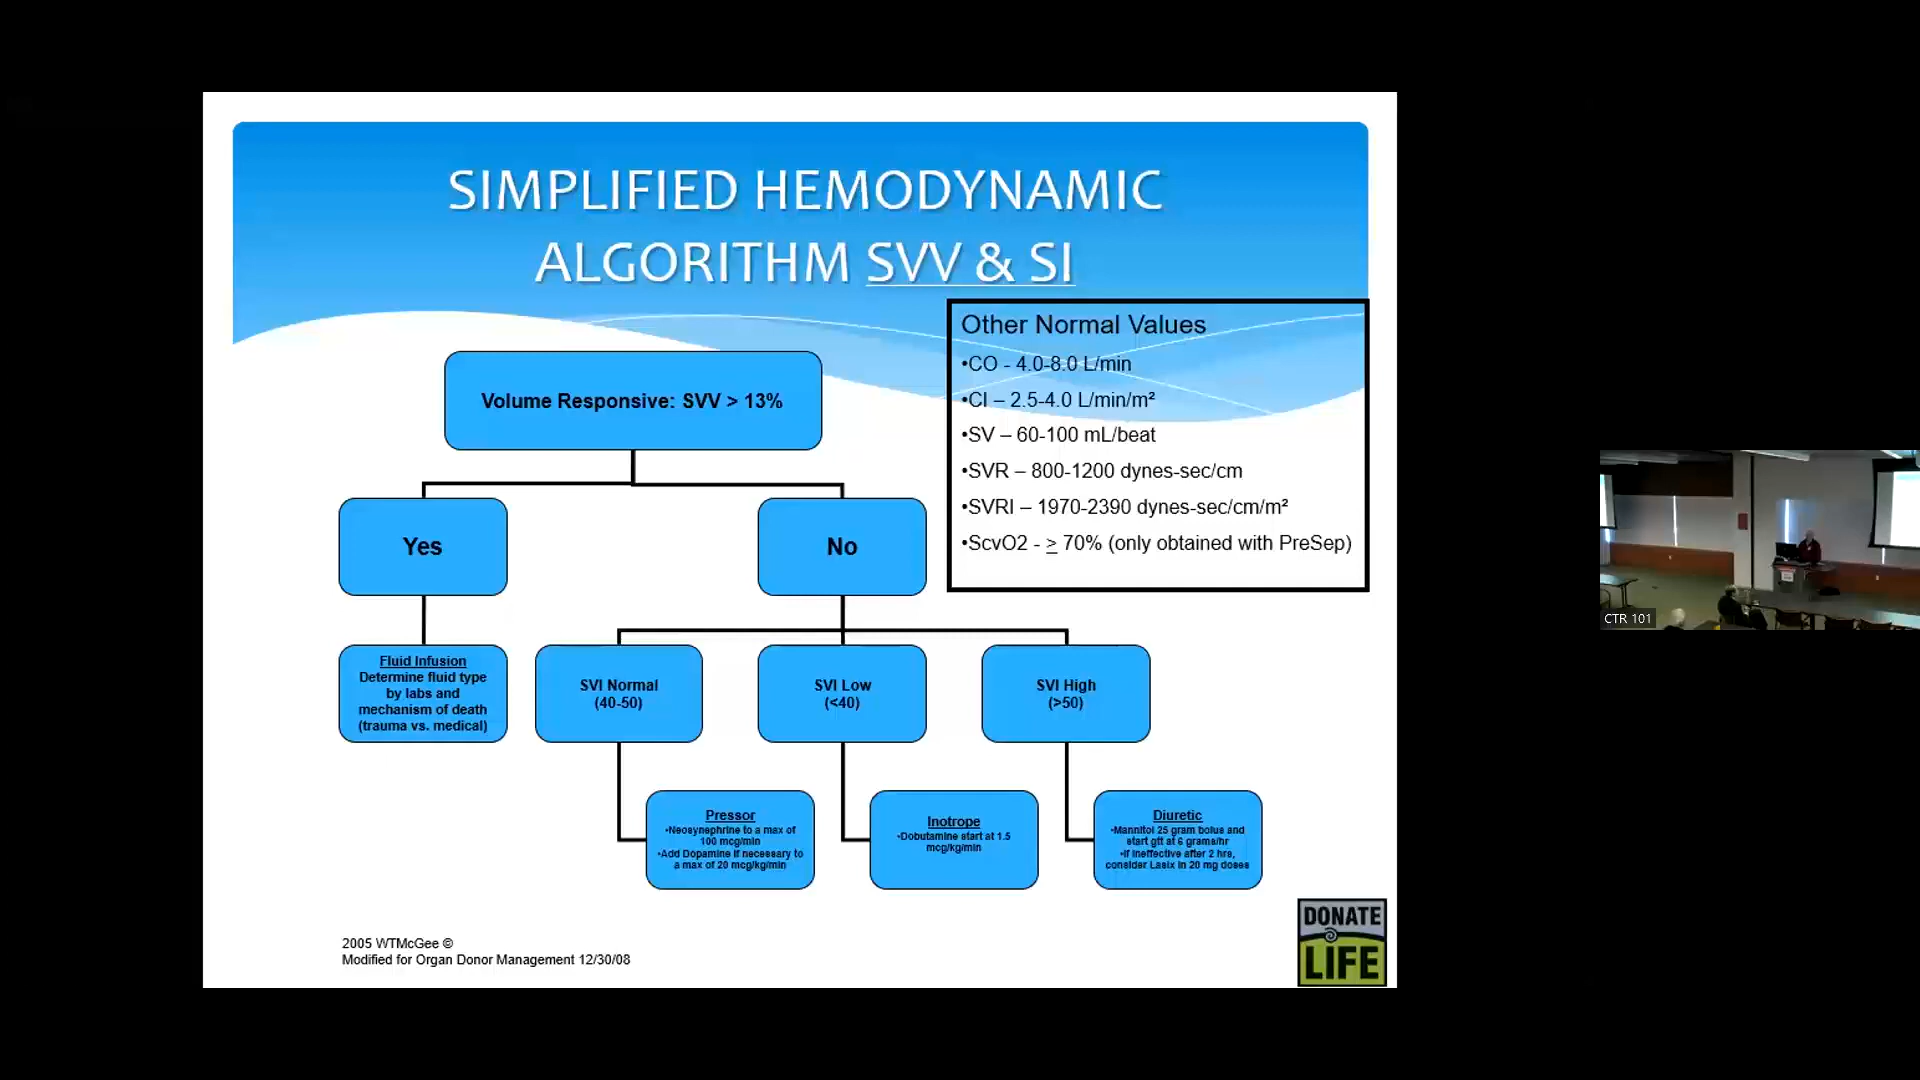 SIMPLIFIED HEMODYNAMIC
ALGORITHM SVV & SI
Other Normal Values
•CO - 4.0-8.0 L/min
•CI – 2.5-4.0 L/min/m²
•SV – 60-100 mL/beat
•SVR – 800-1200 dynes-sec/cm
•SVRI – 1970-2390 dynes-sec/cm/m²
•ScvO2 - ≥ 70% (only obtained with PreSep)
Volume Responsive: SVV > 13%
Yes
No
Fluid Infusion
Determine fluid type
by labs and
mechanism of death
(trauma vs. medical)
SVI Normal
(40-50)
SVI Low
(<40)
SVI High
(>50)
Pressor
•Neosynephrine to a max of
100 mcg/min
•Add Dopamine if necessary to
a max of 20 mcg/kg/min
Inotrope
•Dobutamine start at 1.5
mcg/kg/min
Diuretic
•Mannitol 25 gram bolus and
start gtt at 6 grams/hr
•If ineffective after 2 hrs,
consider Lasix in 20 mg doses
2005 WTMcGee ©
Modified for Organ Donor Management 12/30/08
DONATE
LIFE
CTR 101